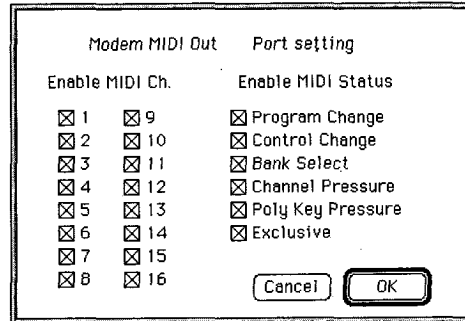 Modem MIDI Out Port setting
Enable MIDI Ch. Enable MIDI Status
1 9 Program Change
2 10 Control Change
3 11 Bank Select
4 12 Channel Pressure
5 13 Poly Key Pressure
6 14 Exclusive
7 15
8 16
Cancel OK